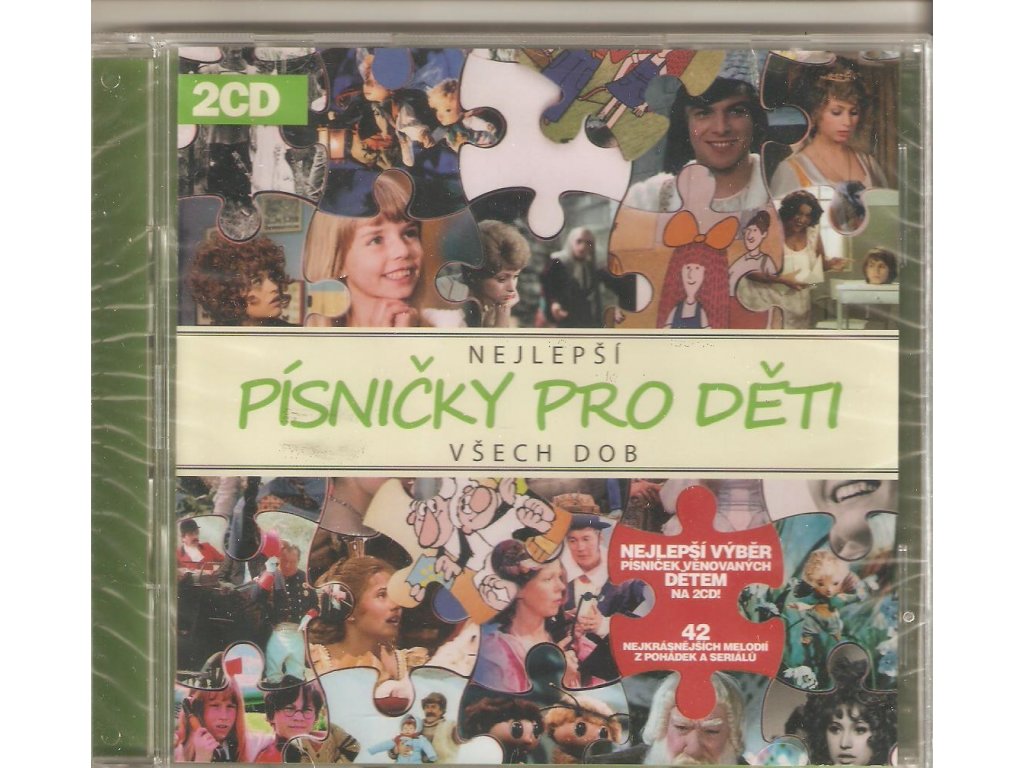 2CD
NEJLEPŠÍ
PÍSNIČKY PRO DĚTI
VŠECH DOB
NEJLEPŠÍ VÝBĚR
PÍSNIČEK VĚNOVANÝCH
DĚTEM
NA 2CD!
42
NEJKRÁSNĚJŠÍCH MELODIÍ
Z POHÁDEK A SERIÁLŮ